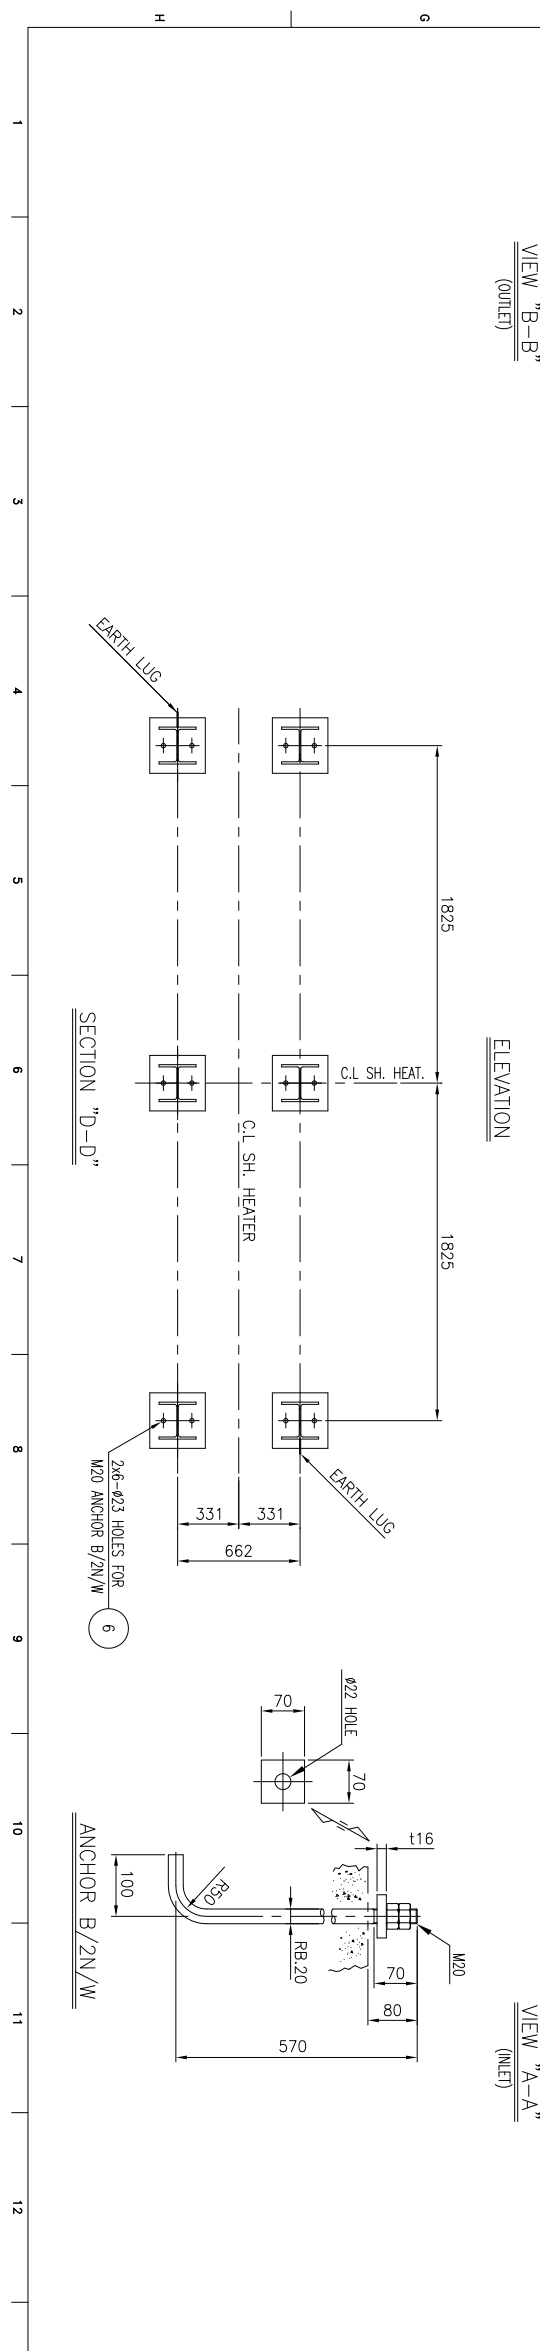 H
G
1
2
3
4
5
6
7
8
9
10
11
12
VIEW "B-B"
(OUTLET)
ELEVATION
VIEW "A-A"
(INLET)
EARTH LUG
1825
1825
C.L SH. HEAT.
C.L SH. HEATER
EARTH LUG
331
331
662
2x6-Ø23 HOLES FOR
M20 ANCHOR B/2N/W
6
SECTION "D-D"
Ø22 HOLE
70
70
t16
M20
70
80
570
RB.20
R50
100
ANCHOR B/2N/W